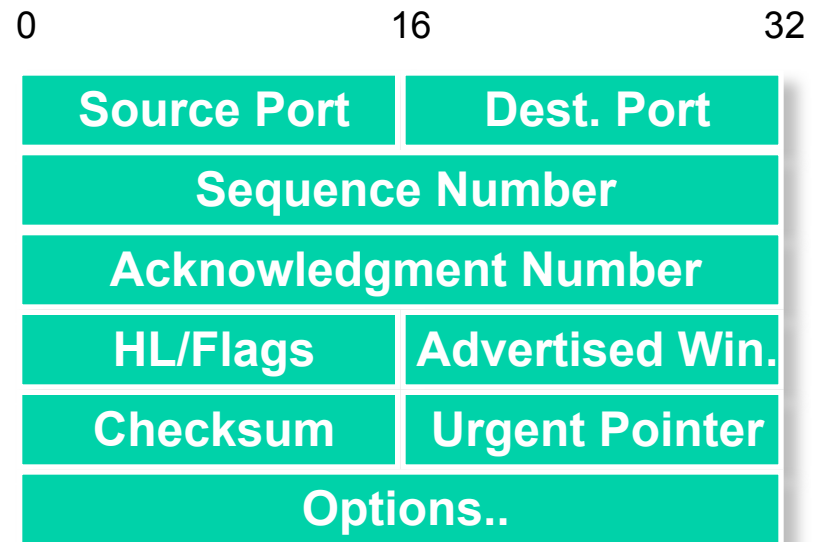 0 16 32
Source Port Dest. Port
Sequence Number
Acknowledgment Number
HL/Flags Advertised Win.
Checksum Urgent Pointer
Options..